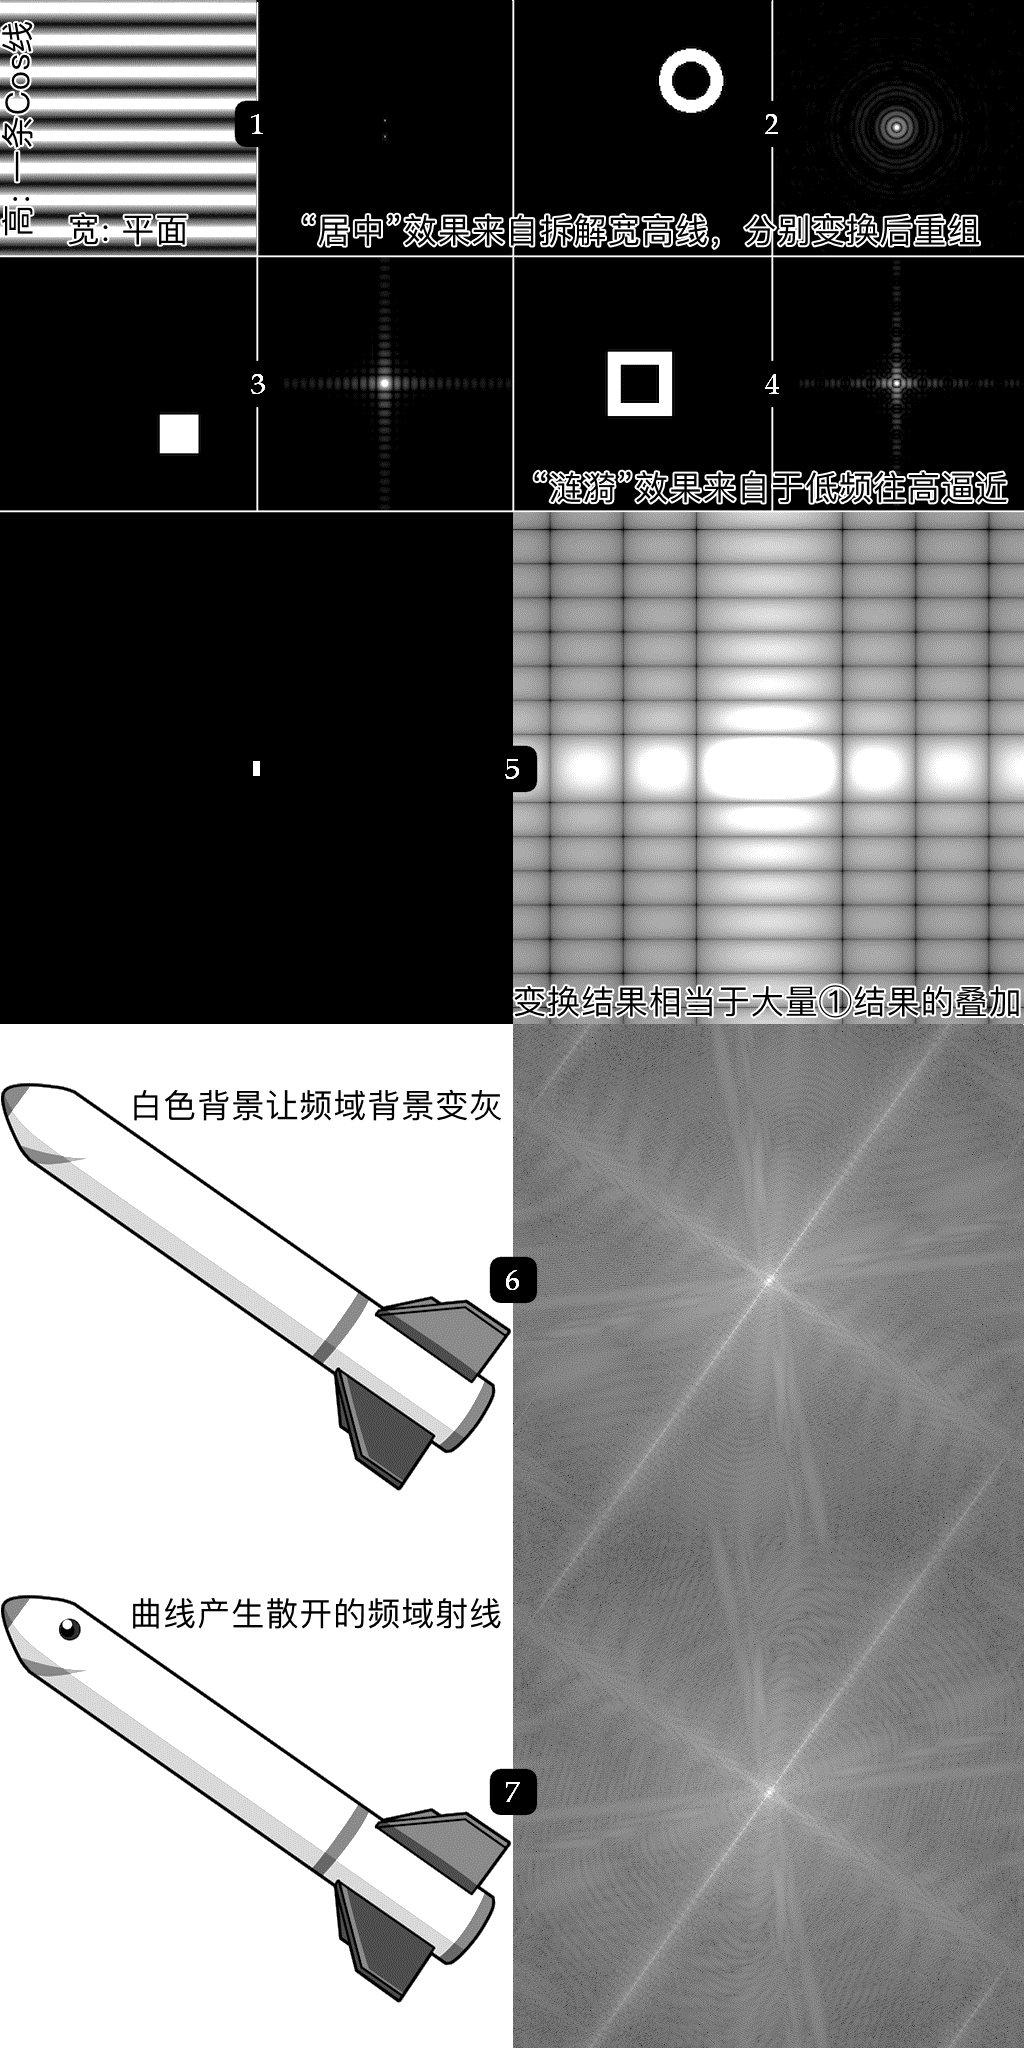 高：一条Cos线
宽：平面
1
2
“居中”效果来自拆解宽高线，分别变换后重组
3
4
“涟漪”效果来自于低频往高逼近
5
变换结果相当于大量①结果的叠加
白色背景让频域背景变灰
6
曲线产生散开的频域射线
7